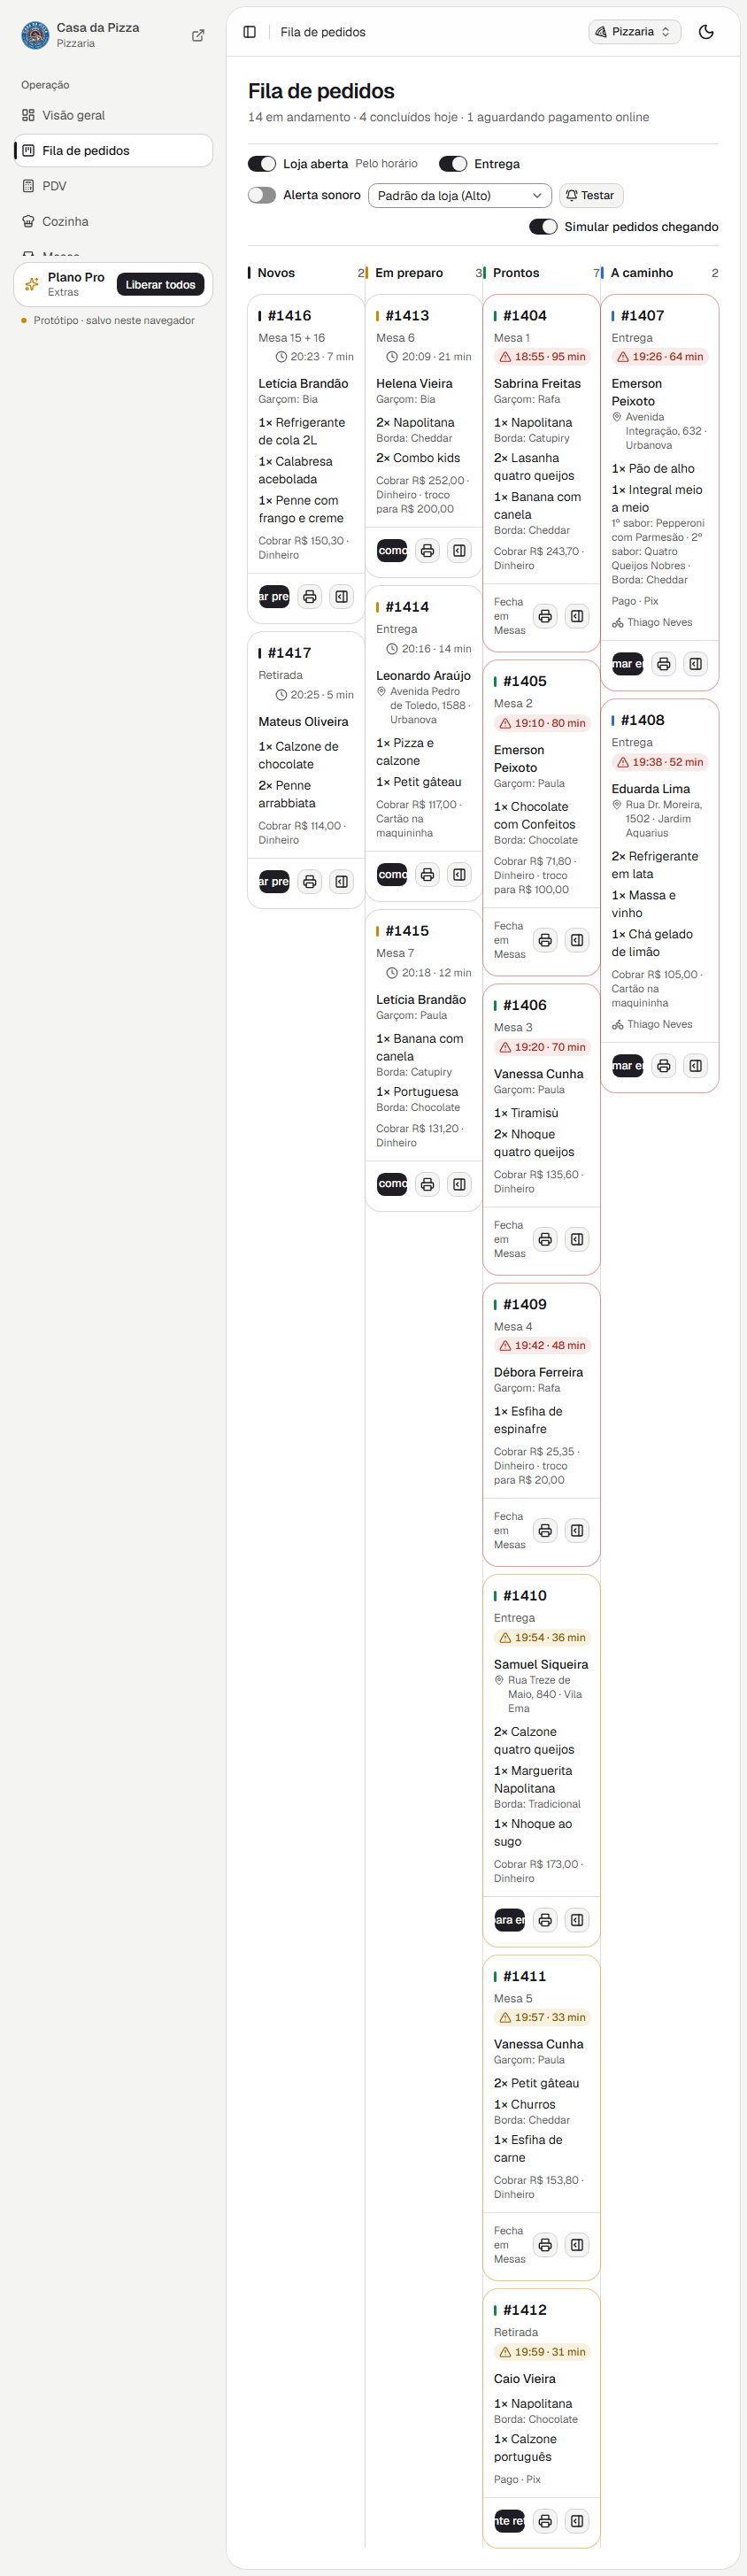 Casa da Pizza
Pizzaria
Operação
Visão geral
Fila de pedidos
PDV
Cozinha
Plano Pro
Extras
Liberar todos
Protótipo · salvo neste navegador
Fila de pedidos
Pizzaria
Fila de pedidos
14 em andamento · 4 concluídos hoje · 1 aguardando pagamento online
Loja aberta Pelo horário
Entrega
Alerta sonoro
Padrão da loja (Alto)
Testar
Simular pedidos chegando
Novos 2
#1416
Mesa 15 + 16
20:23 · 7 min
Letícia Brandão
Garçom: Bia
1× Refrigerante
de cola 2L
1× Calabresa
acebolada
1× Penne com
frango e creme
Cobrar R$ 150,30 ·
Dinheiro
ar pre
#1417
Retirada
20:25 · 5 min
Mateus Oliveira
1× Calzone de
chocolate
2× Penne
arrabbiata
Cobrar R$ 114,00 ·
Dinheiro
ar pre
Em preparo 3
#1413
Mesa 6
20:09 · 21 min
Helena Vieira
Garçom: Bia
2× Napolitana
Borda: Cheddar
2× Combo kids
Cobrar R$ 252,00 ·
Dinheiro · troco
para R$ 200,00
como
#1414
Entrega
20:16 · 14 min
Leonardo Araújo
Avenida Pedro
de Toledo, 1588 ·
Urbanova
1× Pizza e
calzone
1× Petit gâteau
Cobrar R$ 117,00 ·
Cartão na
maquininha
como
#1415
Mesa 7
20:18 · 12 min
Letícia Brandão
Garçom: Paula
1× Banana com
canela
Borda: Catupiry
1× Portuguesa
Borda: Chocolate
Cobrar R$ 131,20 ·
Dinheiro
como
Prontos 7
#1404
Mesa 1
18:55 · 95 min
Sabrina Freitas
Garçom: Rafa
1× Napolitana
Borda: Catupiry
2× Lasanha
quatro queijos
1× Banana com
canela
Borda: Cheddar
Cobrar R$ 243,70 ·
Dinheiro
Fecha
em
Mesas
#1405
Mesa 2
19:10 · 80 min
Emerson
Peixoto
Garçom: Paula
1× Chocolate
com Confeitos
Borda: Chocolate
Cobrar R$ 71,80 ·
Dinheiro · troco
para R$ 100,00
Fecha
em
Mesas
#1406
Mesa 3
19:20 · 70 min
Vanessa Cunha
Garçom: Paula
1× Tiramisù
2× Nhoque
quatro queijos
Cobrar R$ 135,60 ·
Dinheiro
Fecha
em
Mesas
#1409
Mesa 4
19:42 · 48 min
Débora Ferreira
Garçom: Rafa
1× Esfiha de
espinafre
Cobrar R$ 25,35 ·
Dinheiro · troco
para R$ 20,00
Fecha
em
Mesas
#1410
Entrega
19:54 · 36 min
Samuel Siqueira
Rua Treze de
Maio, 840 · Vila
Ema
2× Calzone
quatro queijos
1× Marguerita
Napolitana
Borda: Tradicional
1× Nhoque ao
sugo
Cobrar R$ 173,00 ·
Dinheiro
para en
#1411
Mesa 5
19:57 · 33 min
Vanessa Cunha
Garçom: Paula
2× Petit gâteau
1× Churros
Borda: Cheddar
1× Esfiha de
carne
Cobrar R$ 153,80 ·
Dinheiro
Fecha
em
Mesas
#1412
Retirada
19:59 · 31 min
Caio Vieira
1× Napolitana
Borda: Chocolate
1× Calzone
português
Pago · Pix
nte ret
A caminho 2
#1407
Entrega
19:26 · 64 min
Emerson
Peixoto
Avenida
Integração, 632 ·
Urbanova
1× Pão de alho
1× Integral meio
a meio
1º sabor: Pepperoni
com Parmesão · 2º
sabor: Quatro
Queijos Nobres ·
Borda: Cheddar
Pago · Pix
Thiago Neves
mar en
#1408
Entrega
19:38 · 52 min
Eduarda Lima
Rua Dr. Moreira,
1502 · Jardim
Aquarius
2× Refrigerante
em lata
1× Massa e
vinho
1× Chá gelado
de limão
Cobrar R$ 105,00 ·
Cartão na
maquininha
Thiago Neves
mar en